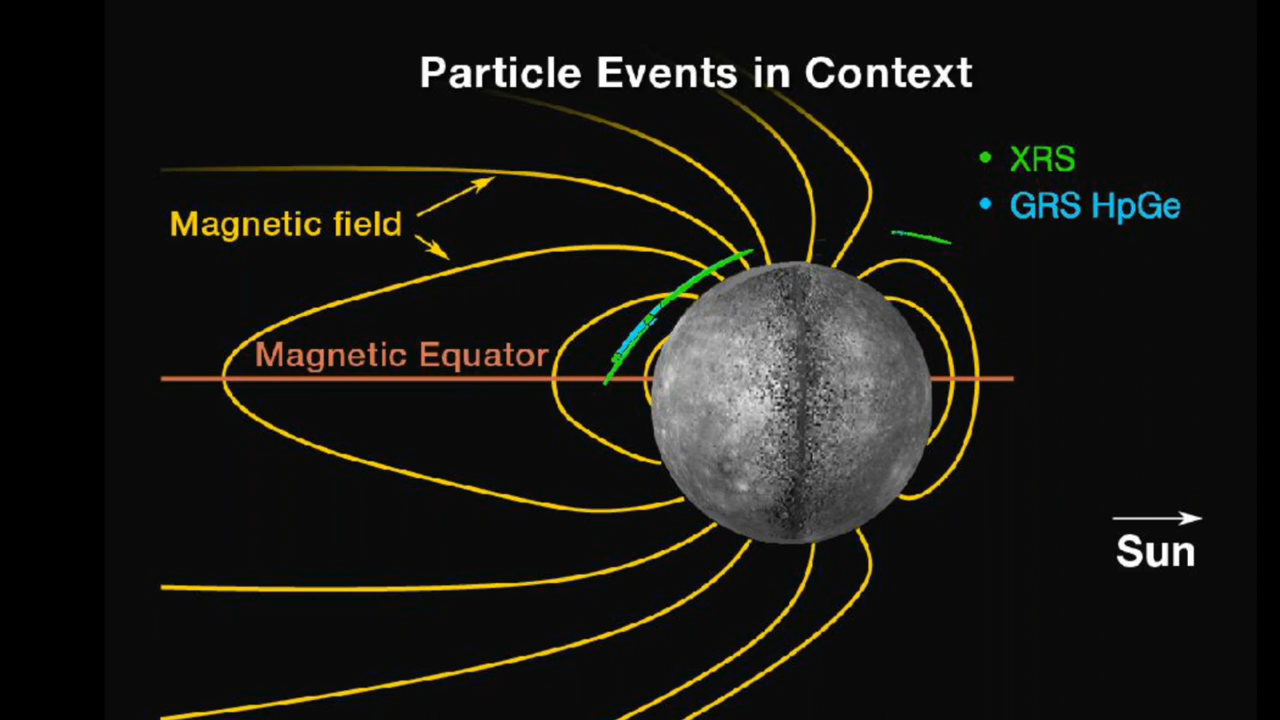 Particle Events in Context
XRS
GRS HpGe
Magnetic field
Magnetic Equator
Sun